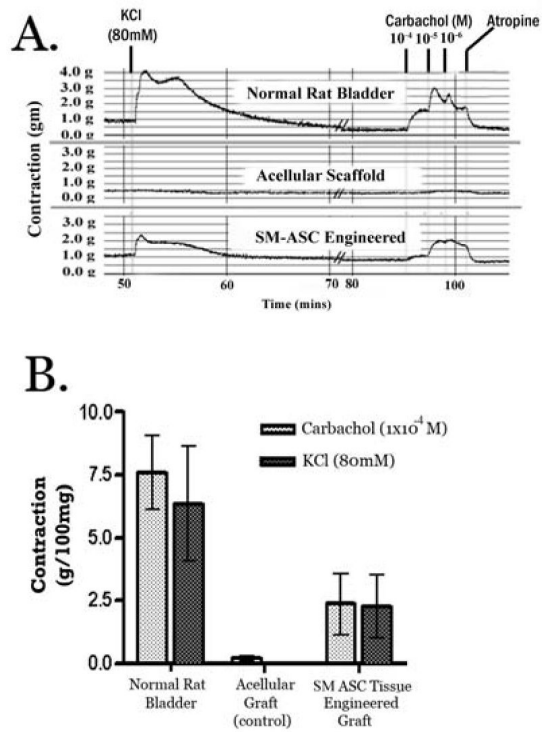 A.
KCl
(80mM)
Carbachol (M)
Atropine
10⁻⁴ 10⁻⁵ 10⁻⁶
Contraction (gm)
4.0 g
3.0 g
2.0 g
1.0 g
0.0 g
Normal Rat Bladder
3.0 g
2.0 g
1.0 g
0.0 g
Acellular Scaffold
3.0 g
2.0 g
1.0 g
0.0 g
SM-ASC Engineered
50 60 70 80 100
Time (mins)
B.
Contraction
(g/100mg)
10.0
7.5
5.0
2.5
0.0
Carbachol (1x10⁻⁴ M)
KCl (80mM)
Normal Rat
Bladder
Acellular
Graft
(control)
SM ASC Tissue
Engineered
Graft